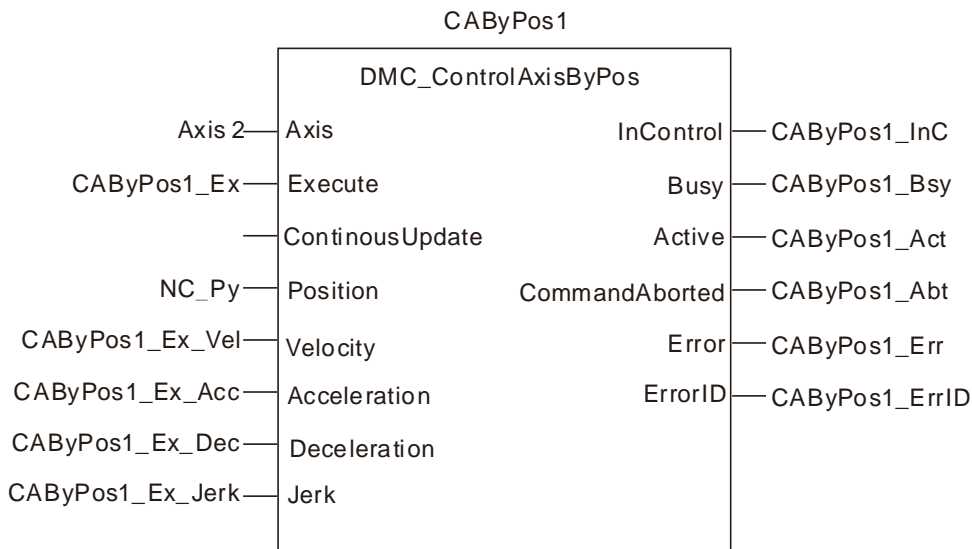 CAByPos1
DMC_ControlAxisByPos
Axis 2 Axis InControl CAByPos1_InC
CAByPos1_Ex Execute Busy CAByPos1_Bsy
ContinousUpdate Active CAByPos1_Act
NC_Py Position CommandAborted CAByPos1_Abt
CAByPos1_Ex_Vel Velocity Error CAByPos1_Err
CAByPos1_Ex_Acc Acceleration ErrorID CAByPos1_ErrID
CAByPos1_Ex_Dec Deceleration
CAByPos1_Ex_Jerk Jerk